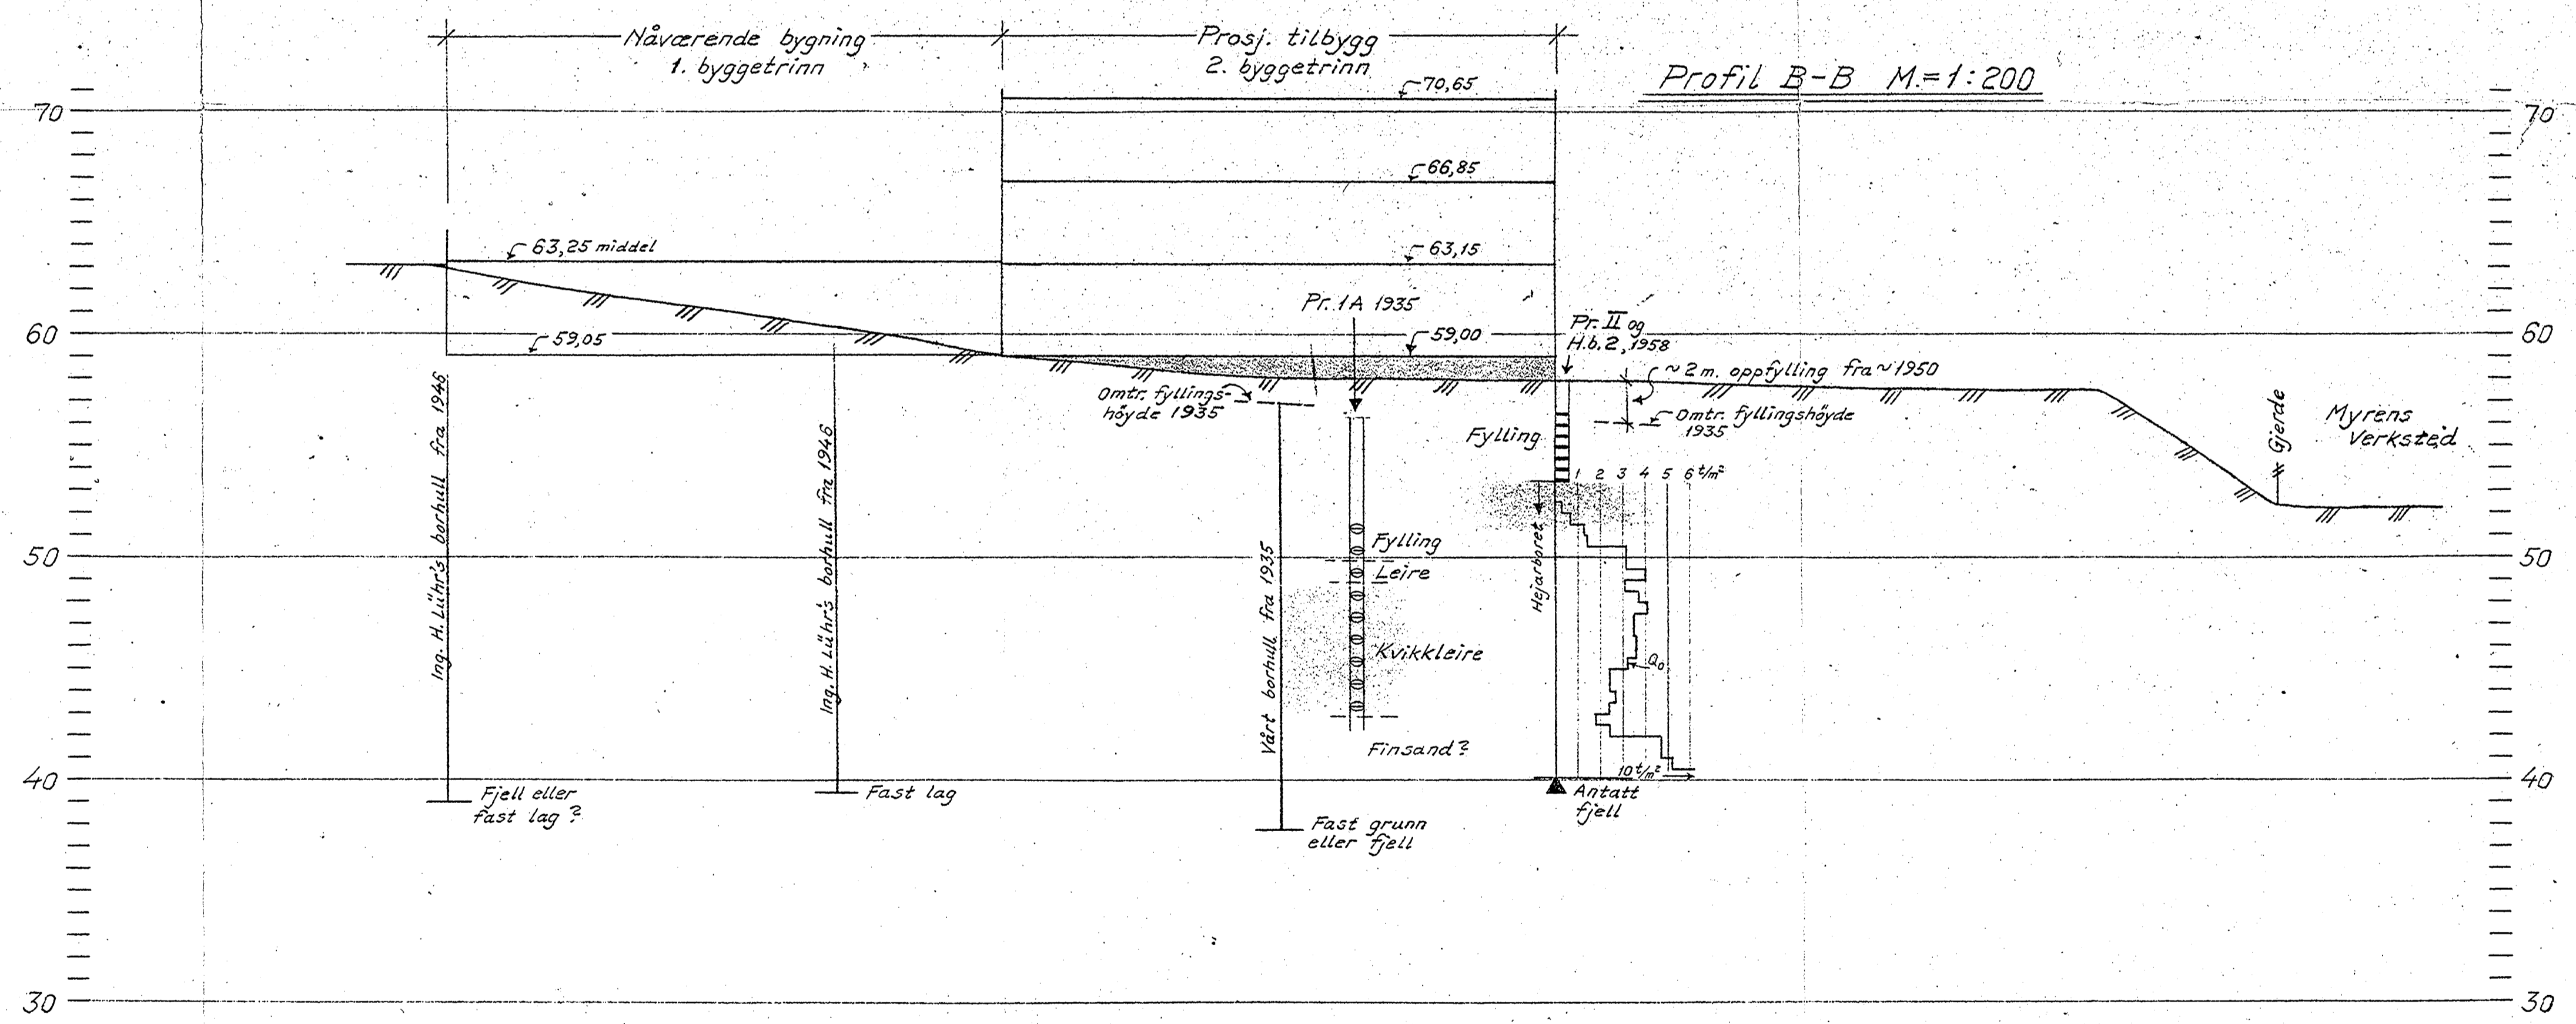 Nåværende bygning
1. byggetrinn
Prosj. tilbygg
2. byggetrinn
Profil B-B M.=1:200
70,65
70
70
66,85
63,25 middel
63,15
Pr. 1A 1935
Pr. II og
H.b. 2, 1958
60
59,05
59,00
60
~2m. oppfylling fra ~1950
Omtr. fyllings-
höyde 1935
Omtr. fyllingshöyde
1935
Fylling
Gjerde
Myrens
Verksted
1 2 3 4 5 6 t/m²
Ing. H. Lühr's borhull fra 1946
Ing. H. Lühr's borhull fra 1946
Vårt borhull fra 1935
Hejarboret
50
Fylling
50
Leire
Kvikkleire
Q₀
Finsand?
40
10 t/m²
40
Fjell eller
fast lag?
Fast lag
Antatt
fjell
Fast grunn
eller fjell
30
30